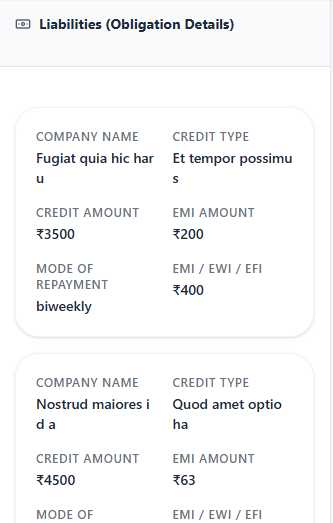 Liabilities (Obligation Details)
COMPANY NAME CREDIT TYPE
Fugiat quia hic har Et tempor possimu
u s
CREDIT AMOUNT EMI AMOUNT
₹3500 ₹200
MODE OF EMI / EWI / EFI
REPAYMENT ₹400
biweekly
COMPANY NAME CREDIT TYPE
Nostrud maiores i Quod amet optio
d a ha
CREDIT AMOUNT EMI AMOUNT
₹4500 ₹63
MODE OF EMI / EWI / EFI